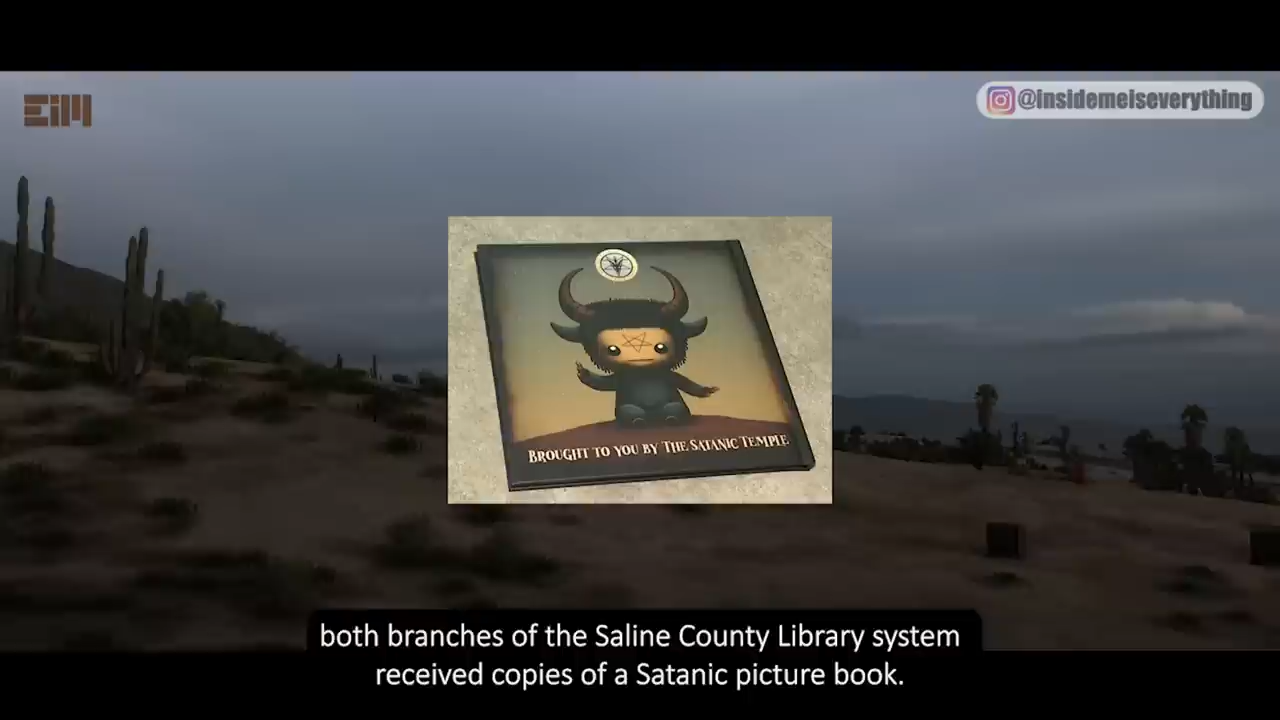 EiM
@insidemeiseverything
BROUGHT TO YOU BY THE SATANIC TEMPLE
both branches of the Saline County Library system
received copies of a Satanic picture book.